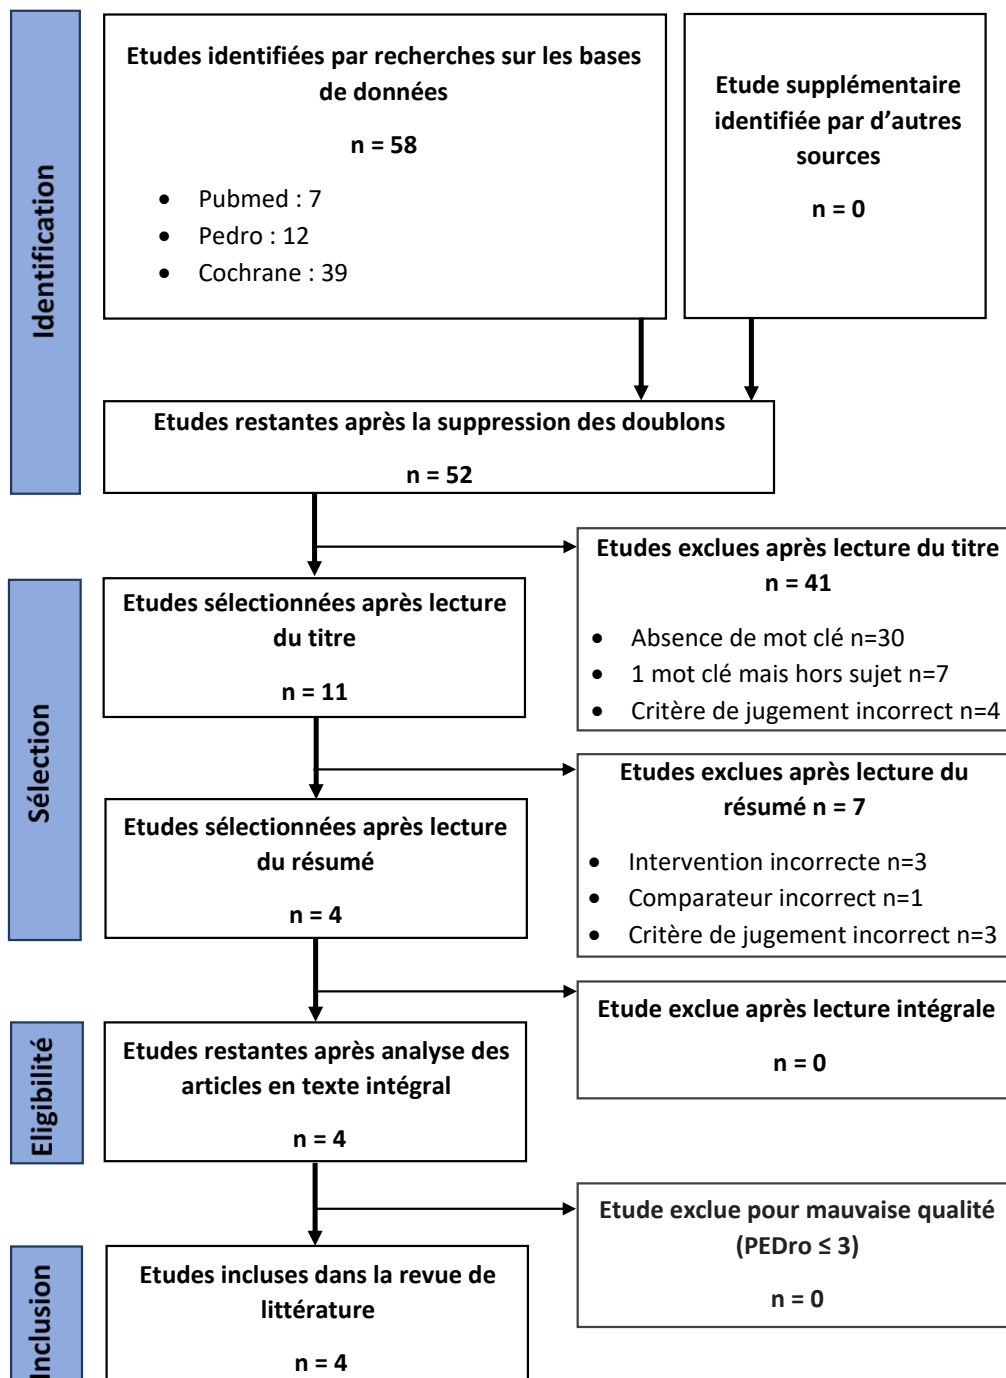 Identification
Etudes identifiées par recherches sur les bases
de données
n = 58
• Pubmed : 7
• Pedro : 12
• Cochrane : 39
Etude supplémentaire
identifiée par d’autres
sources
n = 0
Etudes restantes après la suppression des doublons
n = 52
Sélection
Etudes exclues après lecture du titre
n = 41
• Absence de mot clé n=30
• 1 mot clé mais hors sujet n=7
• Critère de jugement incorrect n=4
Etudes sélectionnées après lecture
du titre
n = 11
Etudes exclues après lecture du
résumé n = 7
• Intervention incorrecte n=3
• Comparateur incorrect n=1
• Critère de jugement incorrect n=3
Etudes sélectionnées après lecture
du résumé
n = 4
Eligibilité
Etude exclue après lecture intégrale
n = 0
Etudes restantes après analyse des
articles en texte intégral
n = 4
Inclusion
Etude exclue pour mauvaise qualité
(PEDro ≤ 3)
n = 0
Etudes incluses dans la revue de
littérature
n = 4